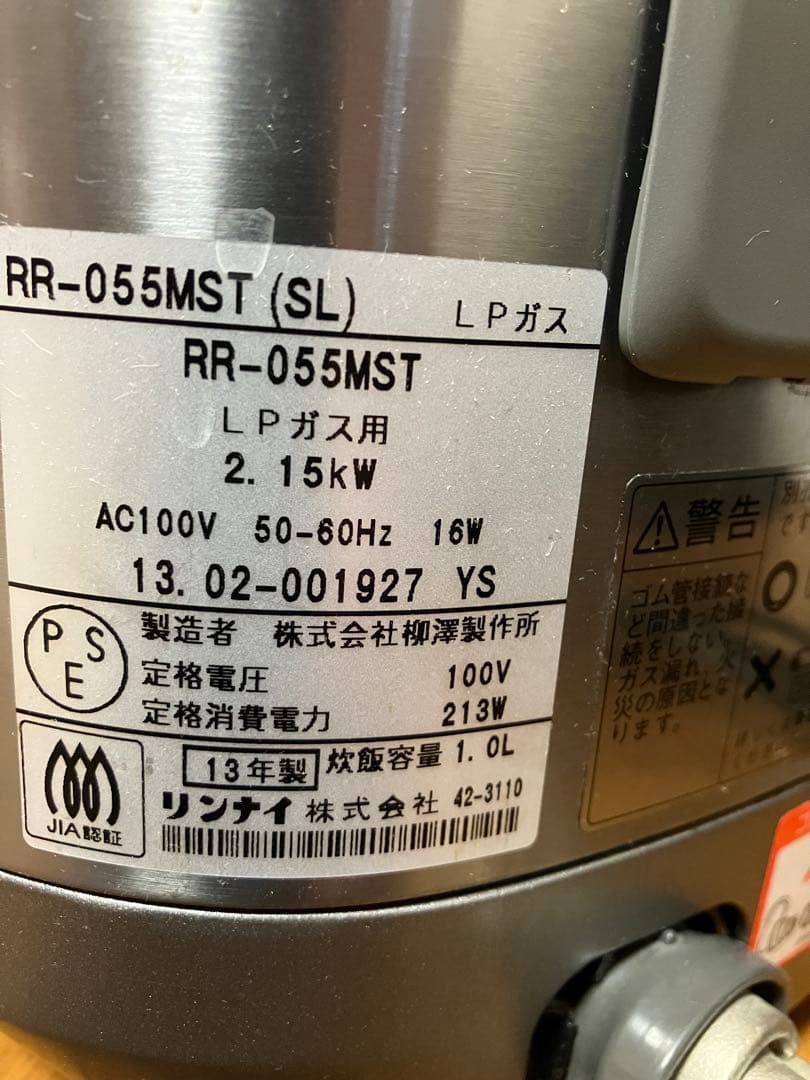 RR-055MST(SL) LPガス
RR-055MST
LPガス用
2.15kW
AC100V 50-60Hz 16W
13.02-001927 YS
PSE
製造者 株式会社柳澤製作所
定格電圧 100V
定格消費電力 213W
13年製 炊飯容量 1.0L
リンナイ株式会社 42-3110
JIA認証
警告
ゴム管接続な
ど間違った接
続をしない
ガス漏れ、火
災の原因とな
ります。